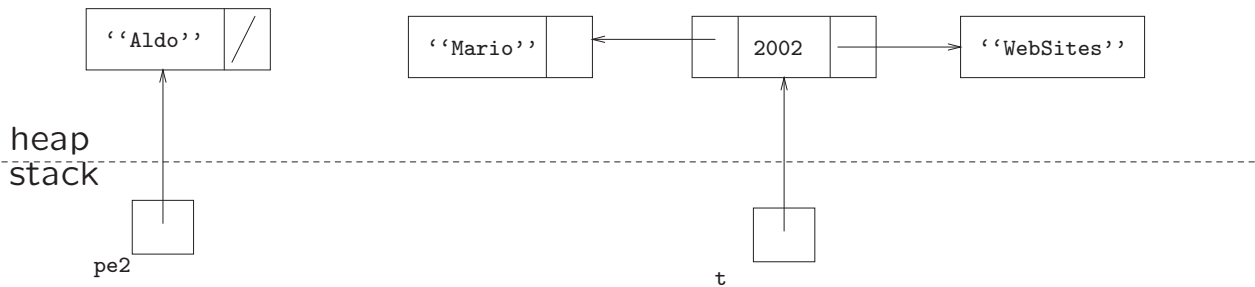 ‘‘Aldo’’
‘‘Mario’’
2002
‘‘WebSites’’
heap
stack
pe2
t